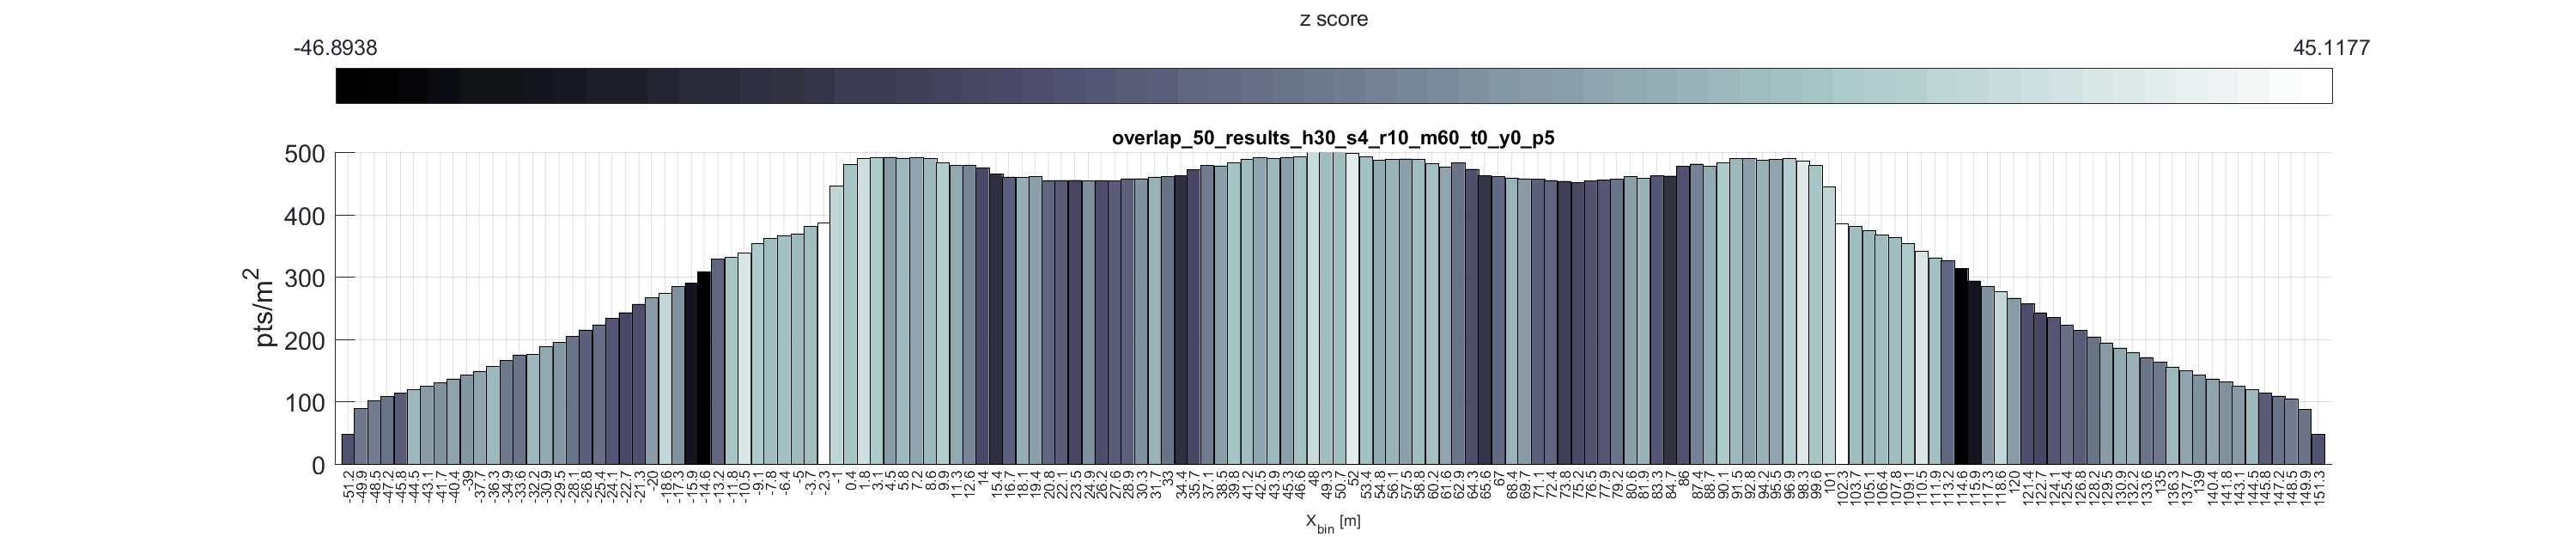 z score
-46.8938 45.1177
overlap_50_results_h30_s4_r10_m60_t0_y0_p5
500
400
300
200
100
0
pts/m2
-51.2 -49.9 -48.5 -47.2 -45.8 -44.5 -43.1 -41.7 -40.4 -39 -37.7 -36.3 -34.9 -33.6 -32.2 -30.9 -29.5 -28.1 -26.8 -25.4 -24.1 -22.7 -21.3 -20 -18.6 -17.3 -15.9 -14.6 -13.2 -11.8 -10.5 -9.1 -7.8 -6.4 -5 -3.7 -2.3 -1 0.4 1.8 3.1 4.5 5.8 7.2 8.6 9.9 11.3 12.6 14 15.4 16.7 18.1 19.4 20.8 22.1 23.5 24.9 26.2 27.6 28.9 30.3 31.7 33 34.4 35.7 37.1 38.5 39.8 41.2 42.5 43.9 45.3 46.6 48 49.3 50.7 52 53.4 54.8 56.1 57.5 58.8 60.2 61.6 62.9 64.3 65.6 67 68.4 69.7 71.1 72.4 73.8 75.2 76.5 77.9 79.2 80.6 81.9 83.3 84.7 86 87.4 88.7 90.1 91.5 92.8 94.2 95.5 96.9 98.3 99.6 101 102.3 103.7 105.1 106.4 107.8 109.1 110.5 111.9 113.2 114.6 115.9 117.3 118.6 120 121.4 122.7 124.1 125.4 126.8 128.2 129.5 130.9 132.2 133.6 135 136.3 137.7 139 140.4 141.8 143.1 144.5 145.8 147.2 148.5 149.9 151.3
Xbin [m]